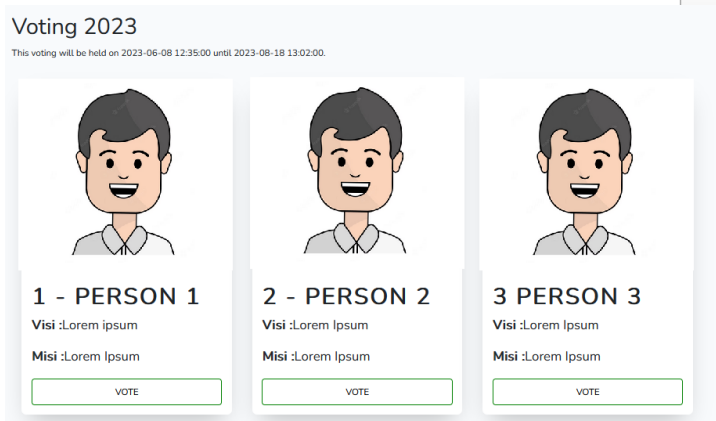 Voting 2023
This voting will be held on 2023-06-08 12:35:00 until 2023-08-18 13:02:00.
1 - PERSON 1
Visi :Lorem ipsum
Misi :Lorem Ipsum
VOTE
2 - PERSON 2
Visi :Lorem Ipsum
Misi :Lorem Ipsum
VOTE
3 PERSON 3
Visi :Lorem Ipsum
Misi :Lorem Ipsum
VOTE